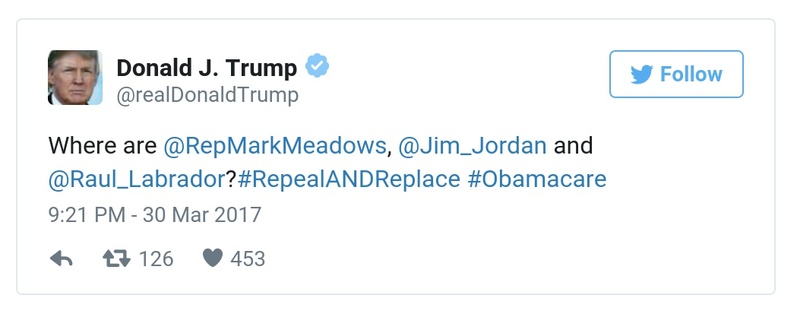 Donald J. Trump
@realDonaldTrump
Follow
Where are @RepMarkMeadows, @Jim_Jordan and
@Raul_Labrador?#RepealANDReplace #Obamacare
9:21 PM - 30 Mar 2017
126 453